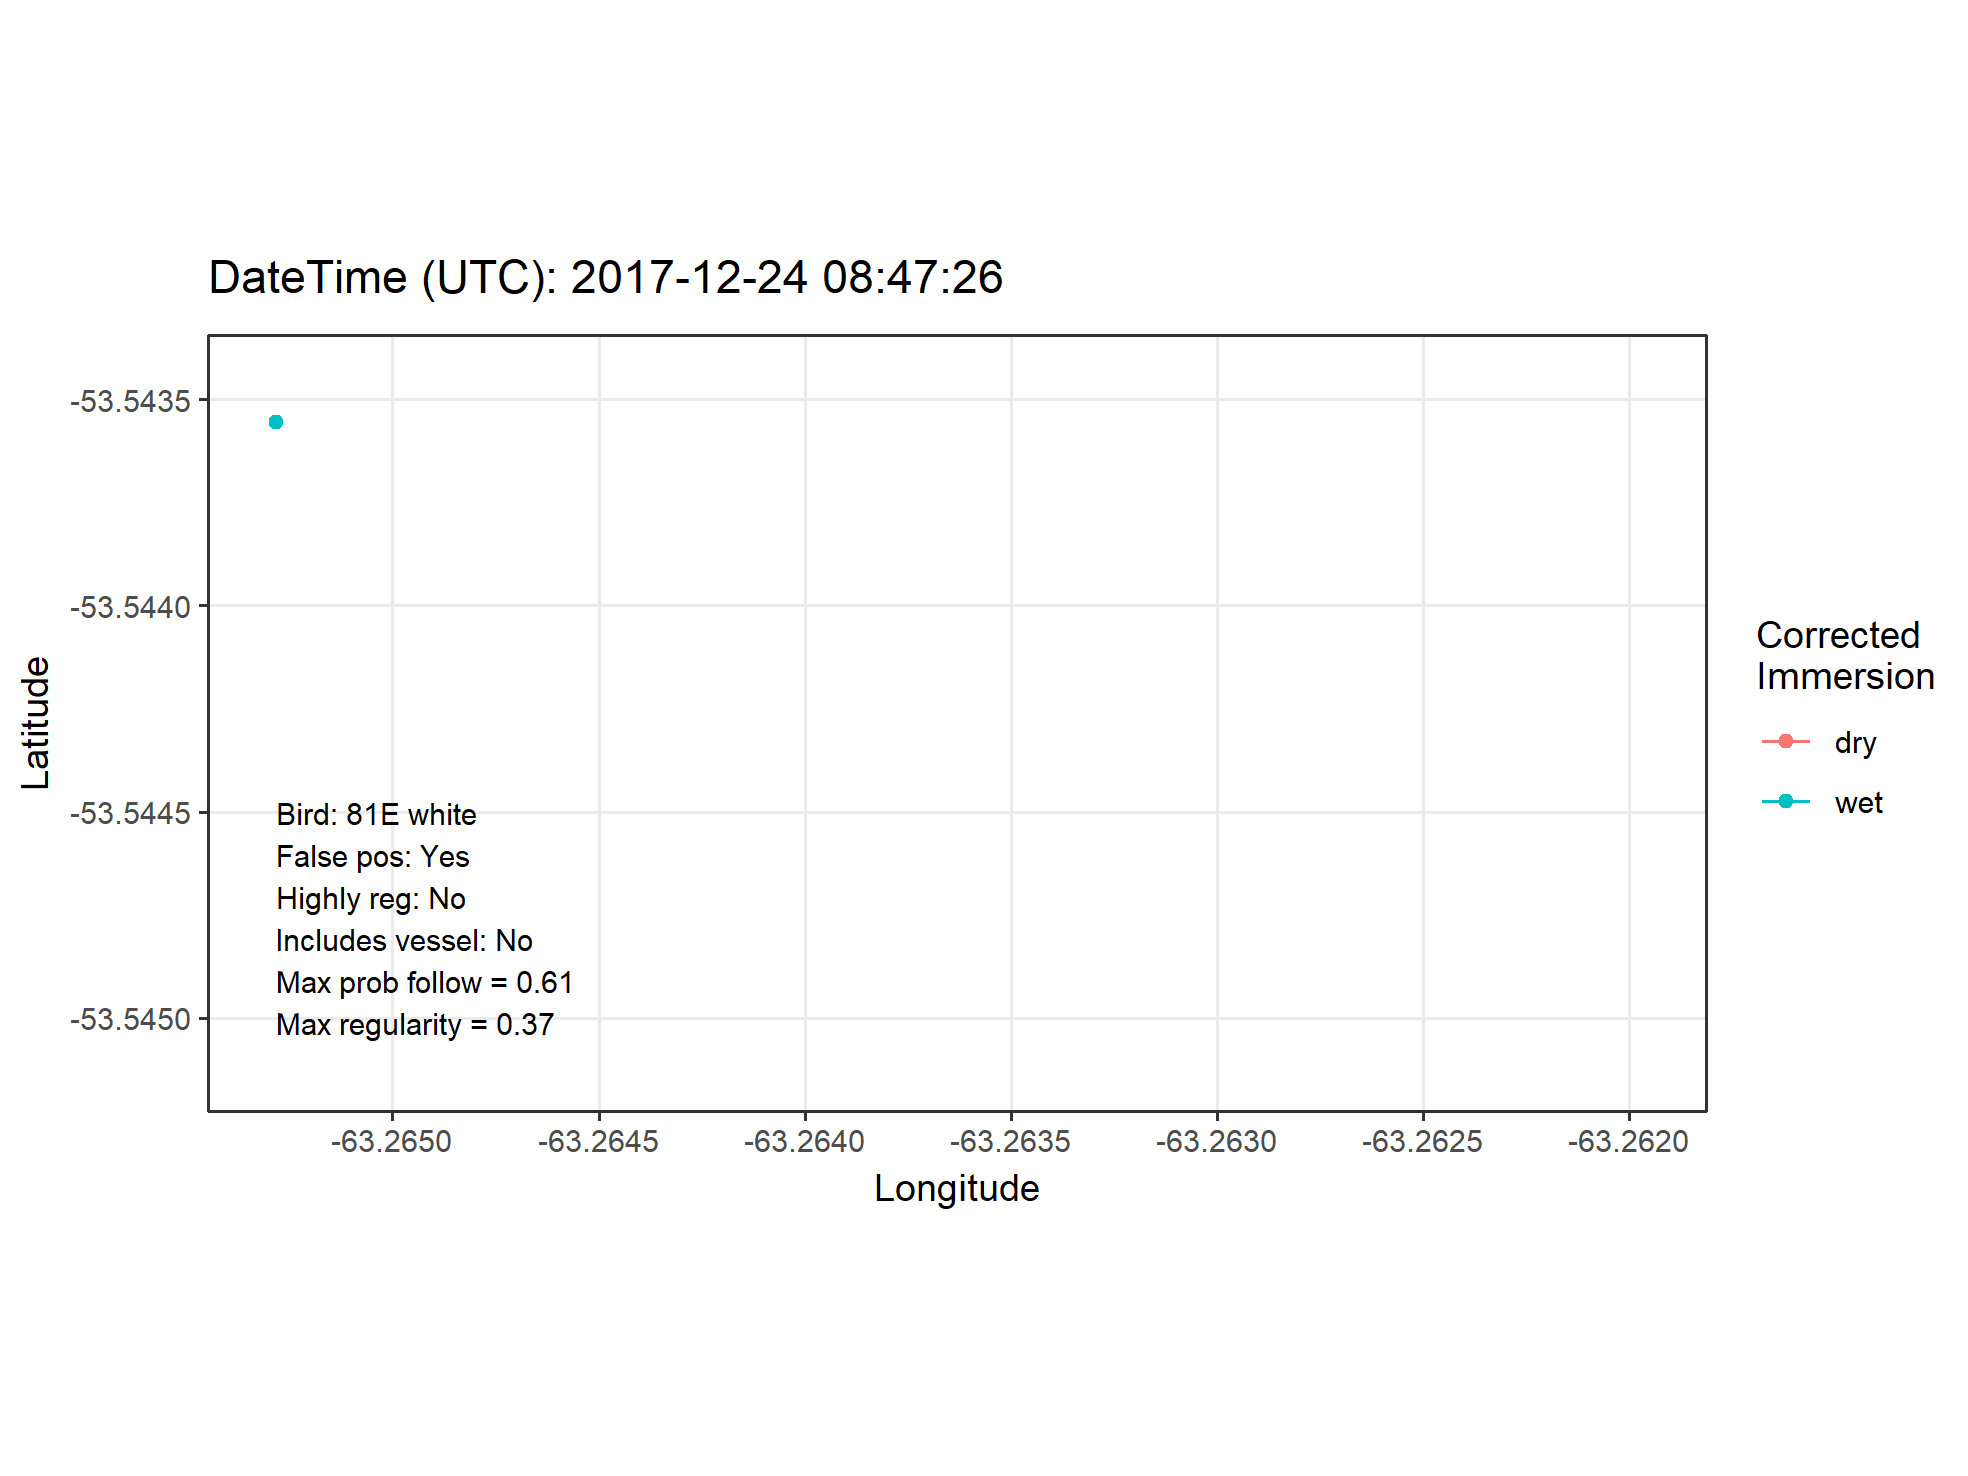 DateTime (UTC): 2017-12-24 08:47:26
-53.5435
-53.5440
-53.5445
-53.5450
Latitude
Bird: 81E white
False pos: Yes
Highly reg: No
Includes vessel: No
Max prob follow = 0.61
Max regularity = 0.37
-63.2650
-63.2645
-63.2640
-63.2635
-63.2630
-63.2625
-63.2620
Longitude
Corrected
Immersion
dry
wet